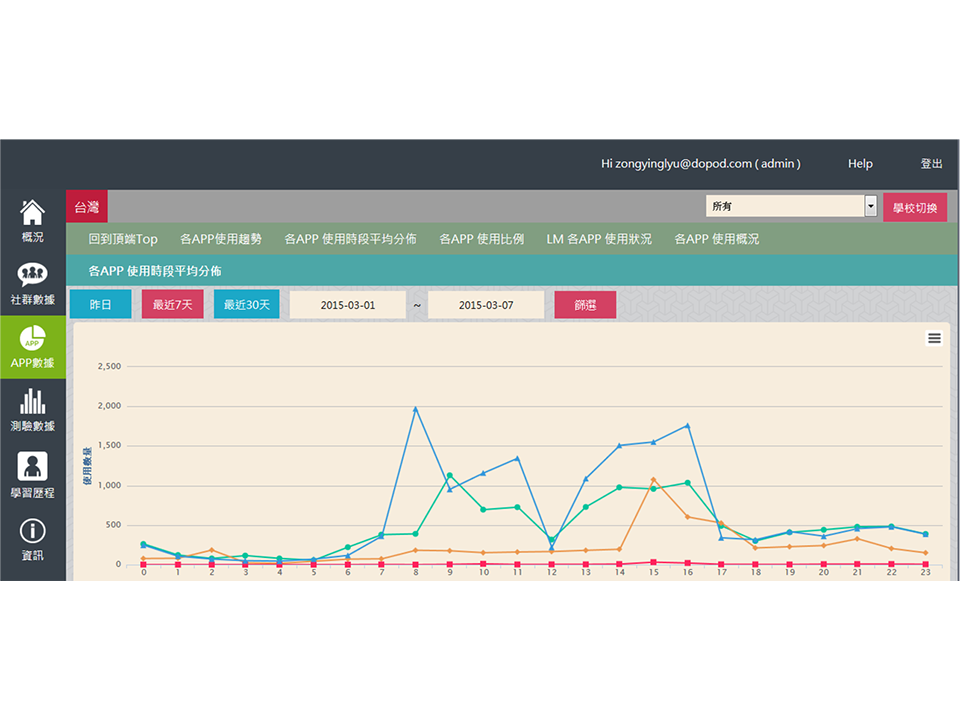 Hi zongyinglyu@dopod.com ( admin )
Help
登出
概況
社群數據
APP
APP數據
測驗數據
學習歷程
資訊
台灣
所有
學校切換
回到頂端Top
各APP使用趨勢
各APP 使用時段平均分佈
各APP 使用比例
LM 各APP 使用狀況
各APP 使用概況
各APP 使用時段平均分佈
昨日
最近7天
最近30天
2015-03-01
~
2015-03-07
篩選
使用數量
2,500
2,000
1,500
1,000
500
0
0 1 2 3 4 5 6 7 8 9 10 11 12 13 14 15 16 17 18 19 20 21 22 23